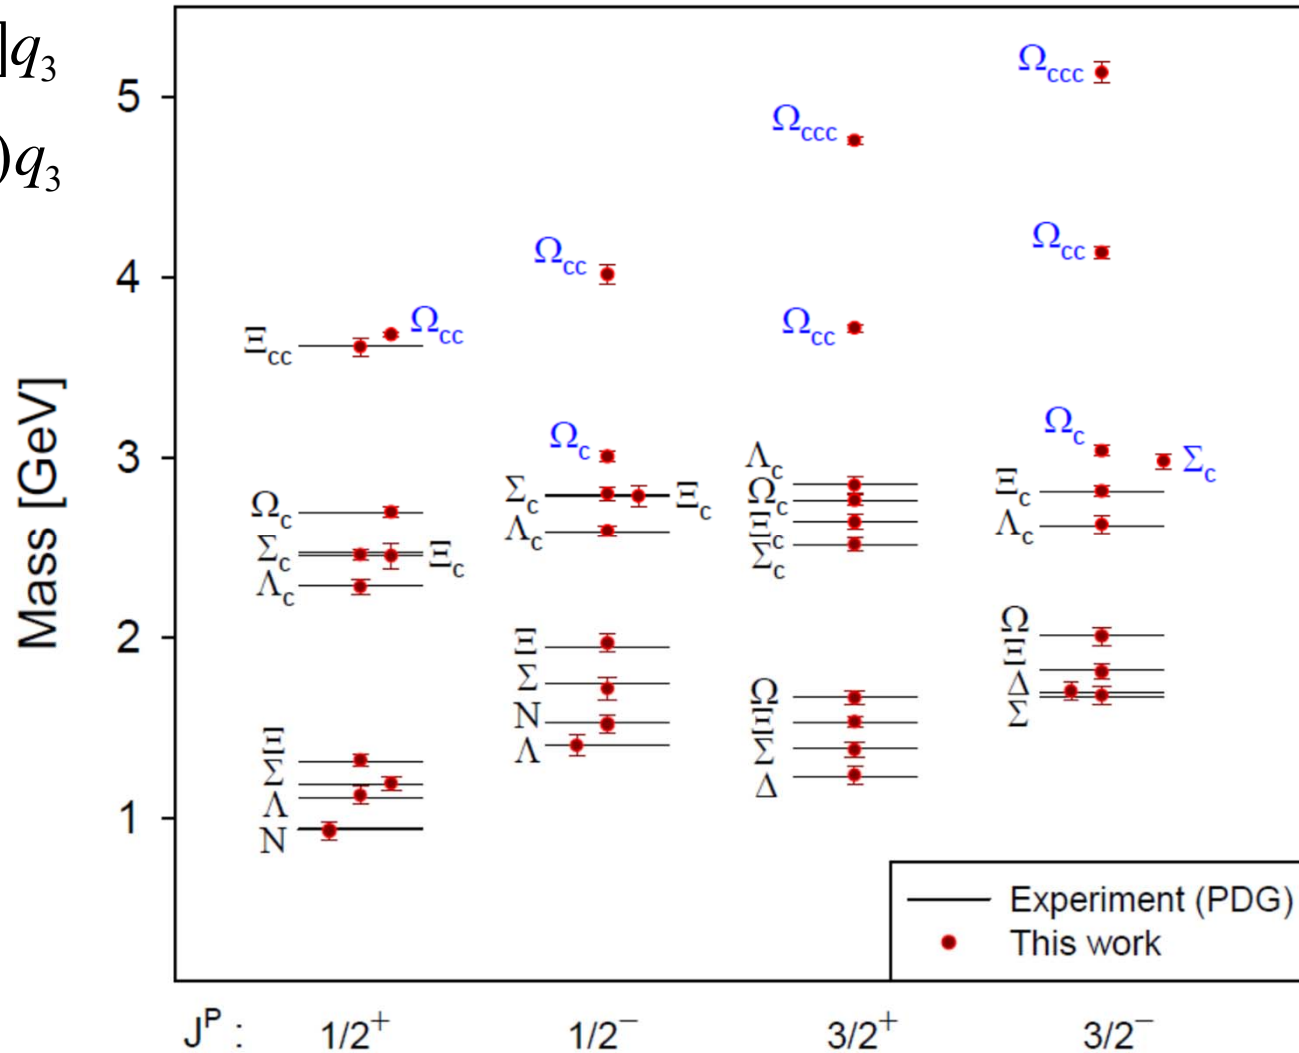 ]q₃
)q₃
Mass [GeV]
5
4
3
2
1
Ξcc
Ωcc
Ωc
Σc
Ξc
Λc
Ξ
Σ
Λ
N
Ωcc
Ωc
Σc
Ξc
Λc
Ξ
Σ
N
Λ
Ωccc
Ωcc
Λc
Ωc
Ξc
Σc
Ω
Ξ
Σ
Δ
Ωccc
Ωcc
Ωc
Σc
Ξc
Λc
Ω
Ξ
Δ
Σ
Experiment (PDG)
This work
Jᴾ : 1/2⁺ 1/2⁻ 3/2⁺ 3/2⁻